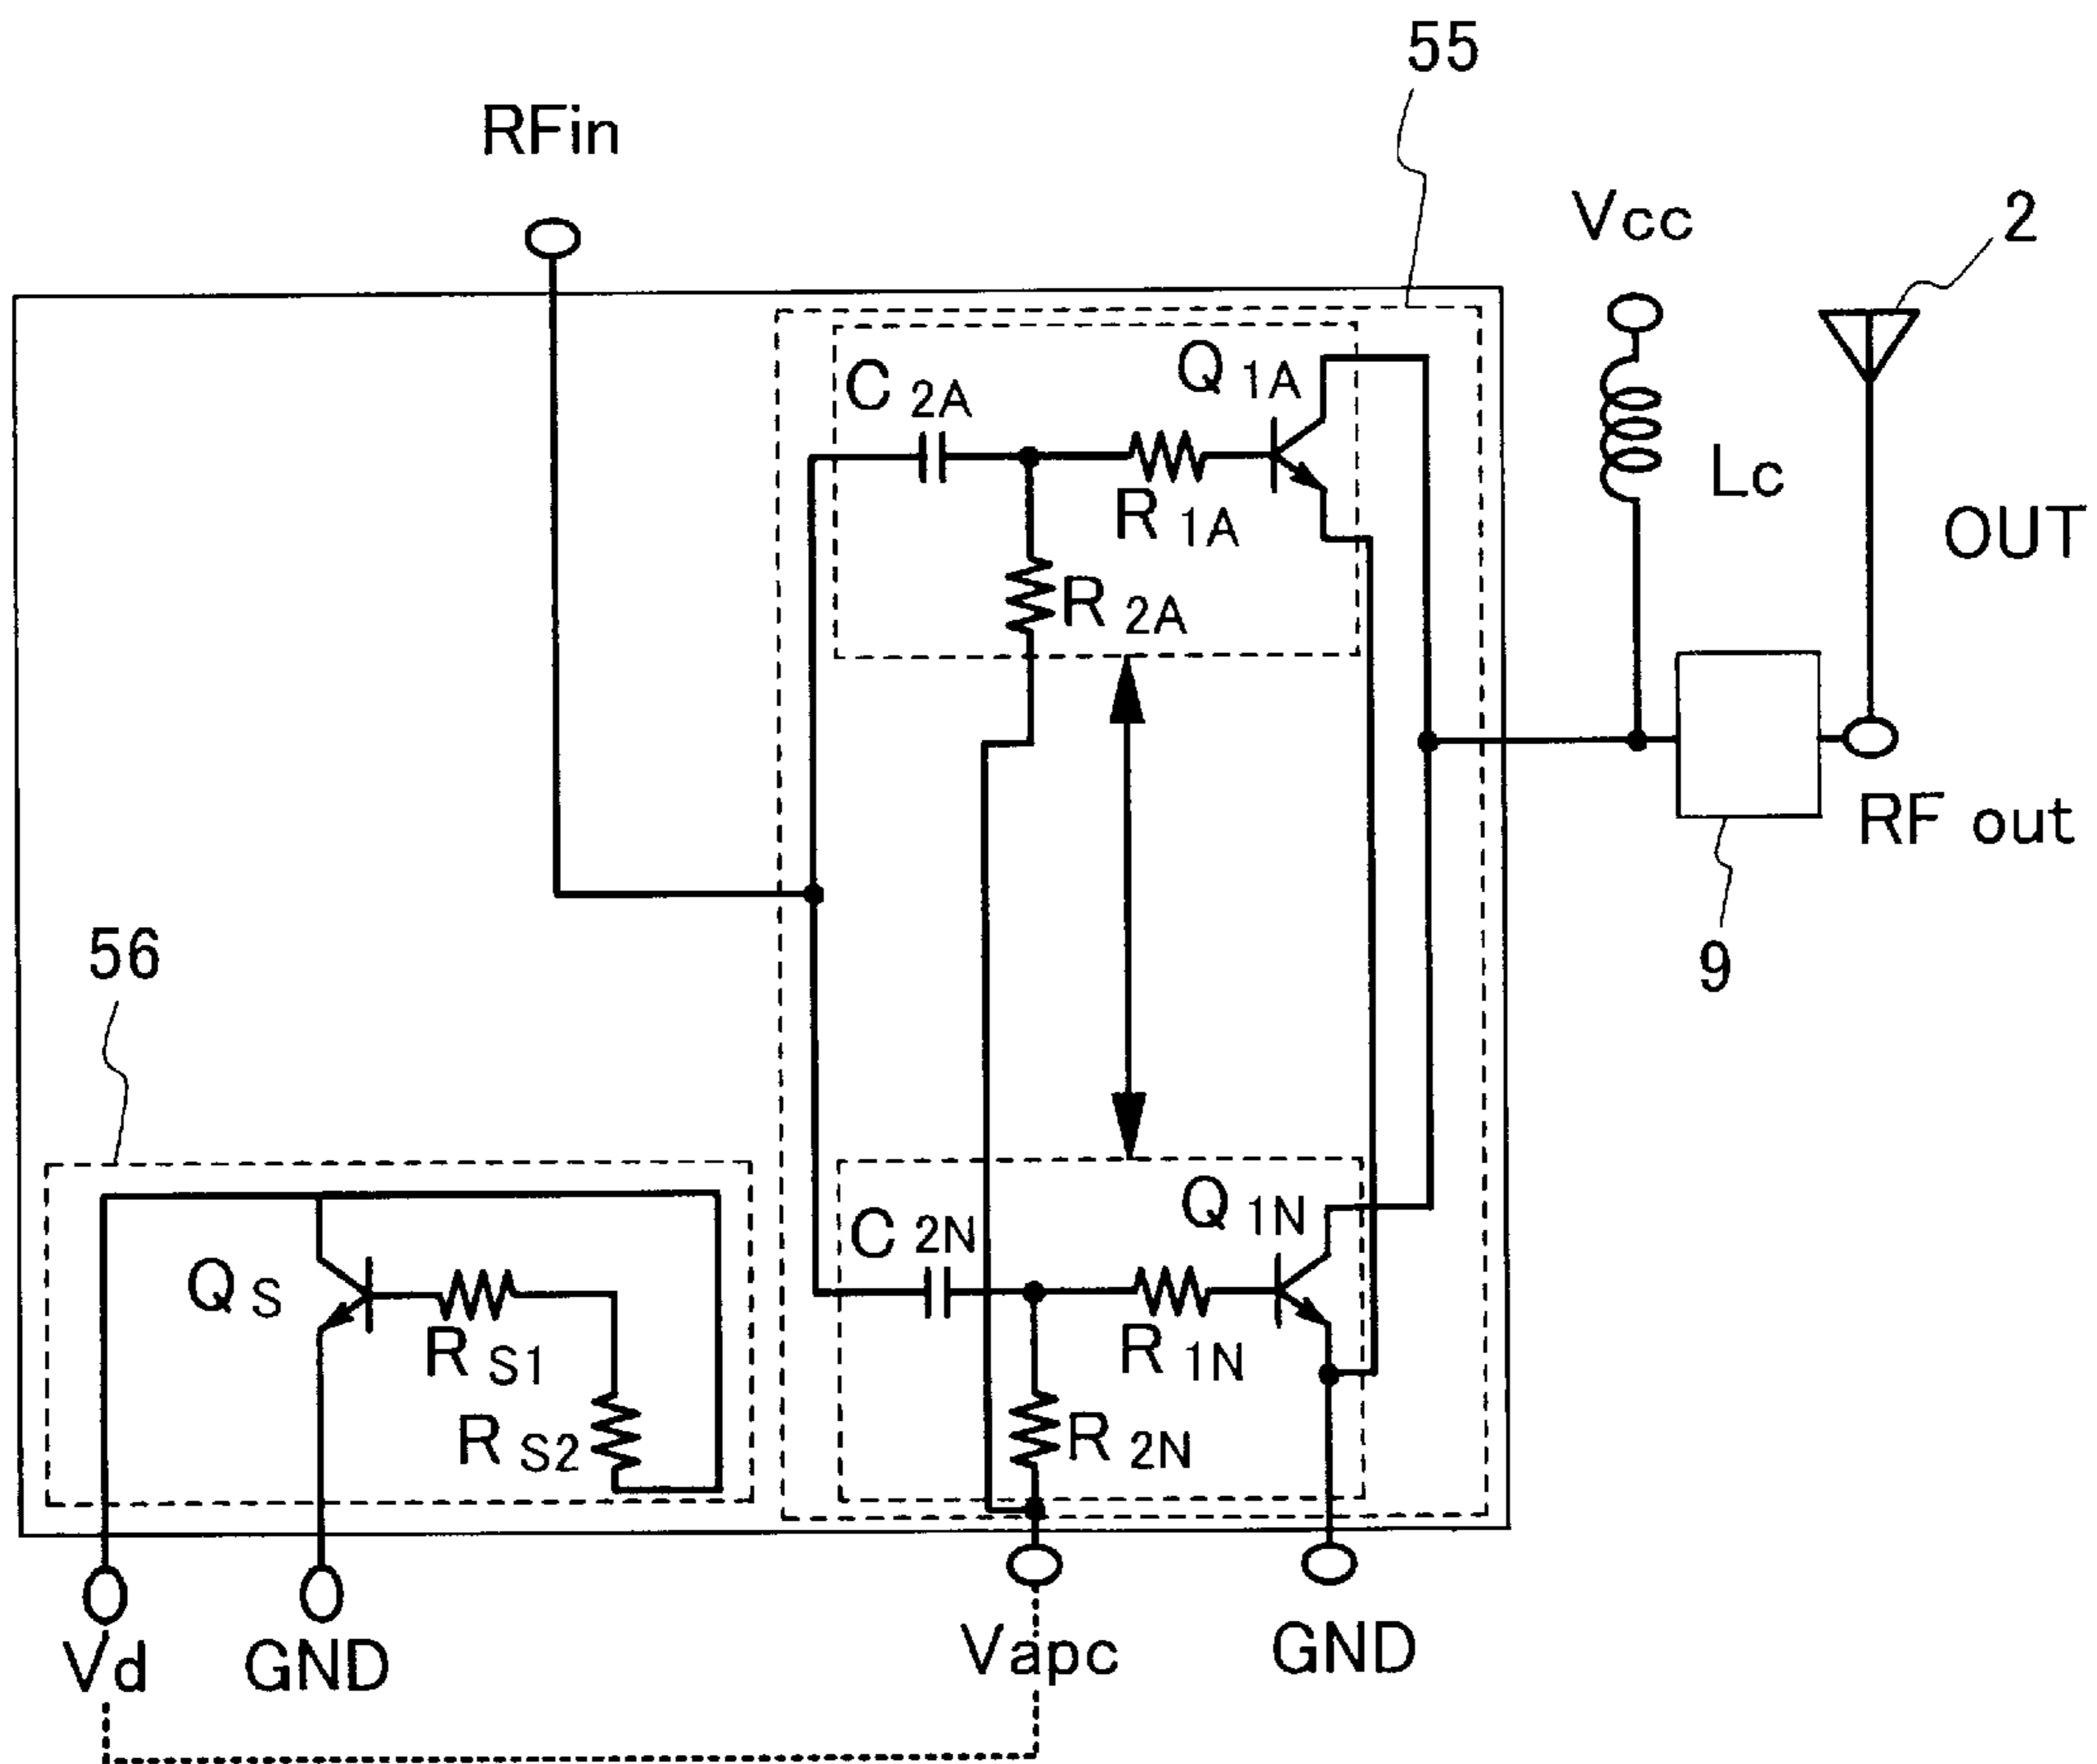 55
RFin
Vcc
2
C 2A
Q 1A
Lc
R 1A
OUT
R 2A
RF out
56
9
Q 1N
C 2N
Q S
R S1
R 1N
R S2
R 2N
Vd
GND
Vapc
GND